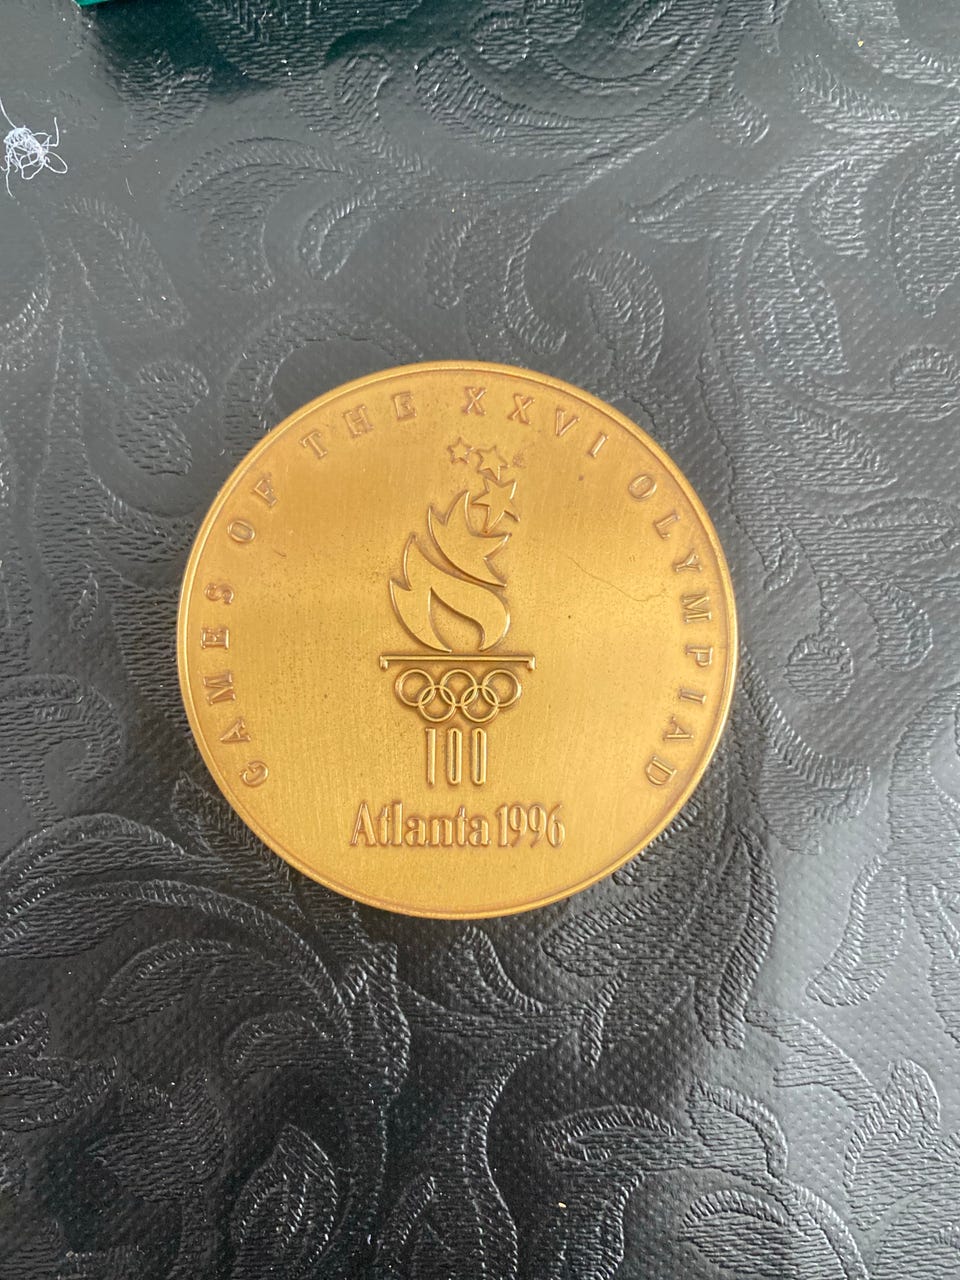 GAMES OF THE XXVI OLYMPIAD
100
Atlanta 1996